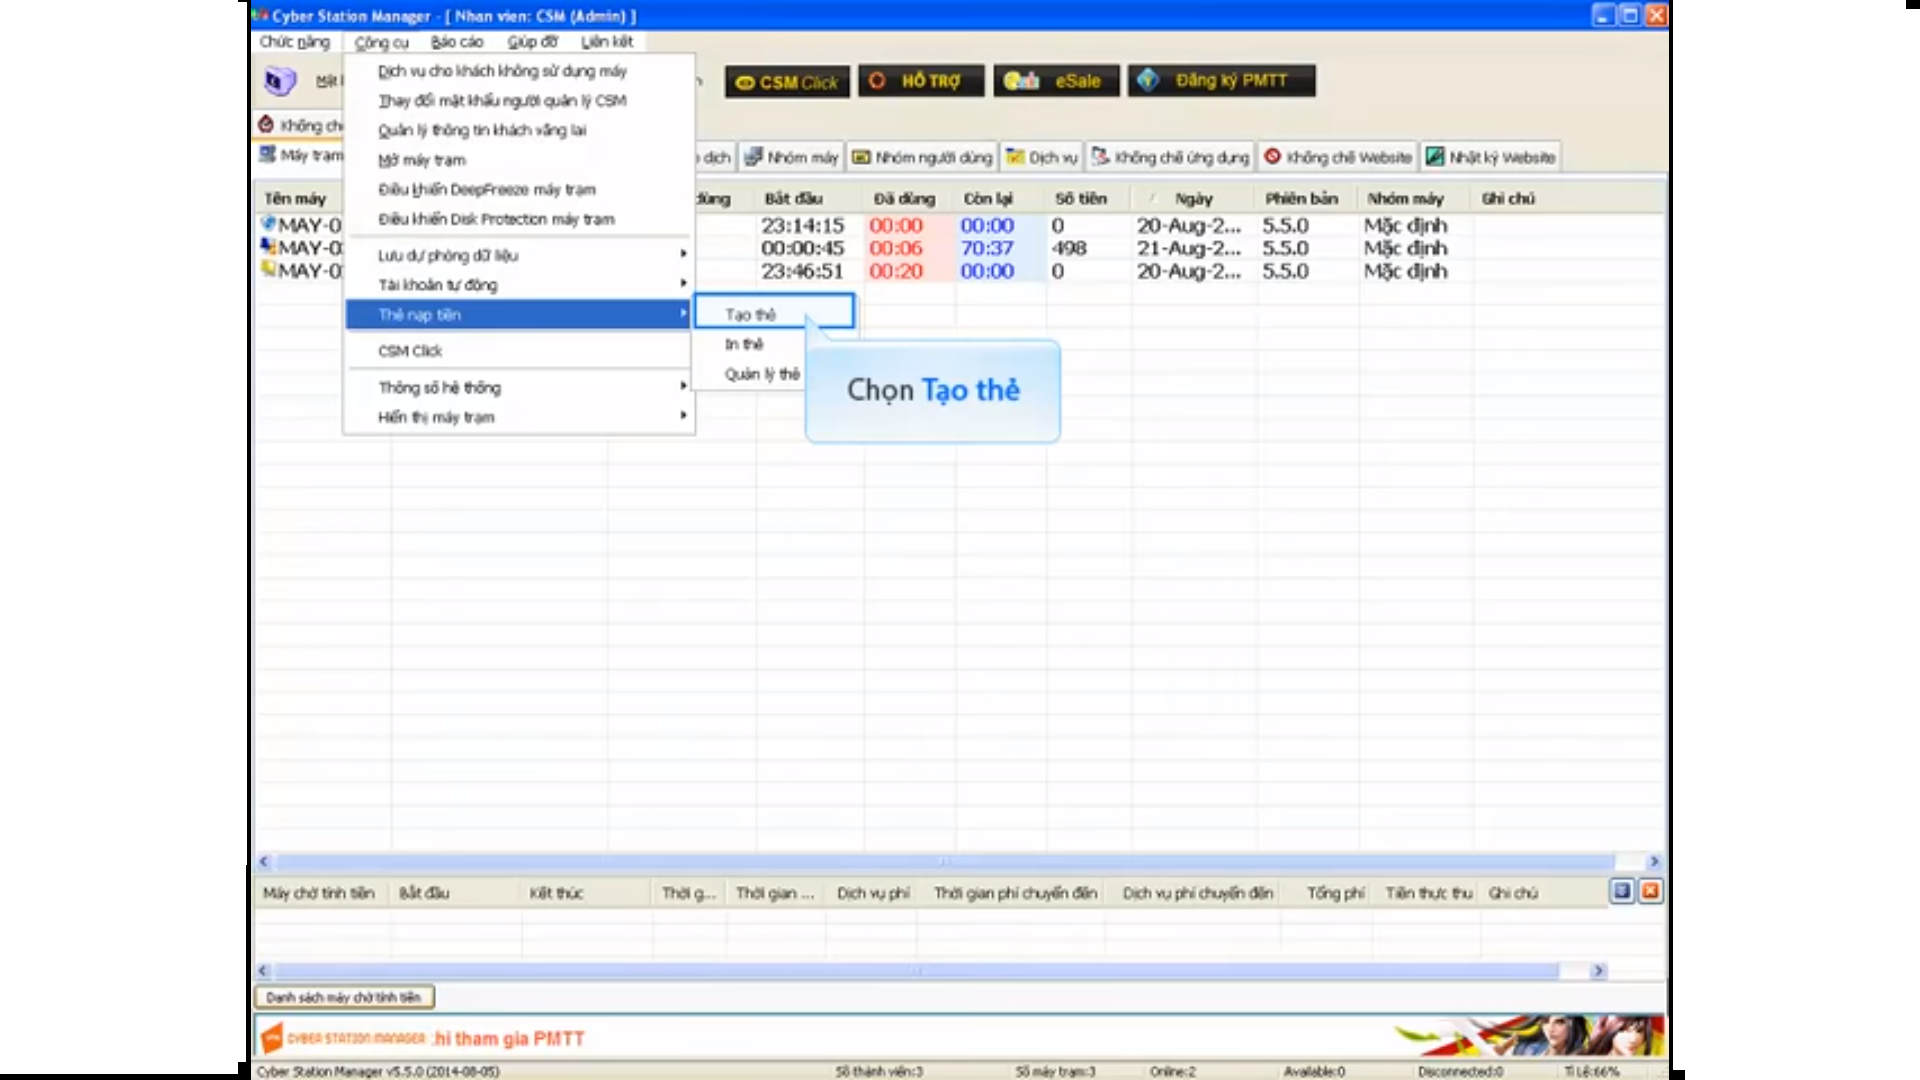 Cyber Station Manager - [ Nhan vien: CSM (Admin) ]
Chức năng Công cụ Báo cáo Giúp đỡ Liên kết
Dịch vụ cho khách không sử dụng máy
CSM Click HỖ TRỢ eSale Đăng ký PMTT
Thay đổi mật khẩu người quản lý CSM
Khống ch
Quản lý thông tin khách vãng lai
Máy trạm dịch Nhóm máy Nhóm người dùng Dịch vụ Khống chế ứng dụng Khống chế Website Nhật ký Website
Mở máy trạm
Điều khiển DeepFreeze máy trạm
Tên máy dùng Bắt đầu Đã dùng Còn lại Số tiền Ngày Phiên bản Nhóm máy Ghi chú
Điều khiển Disk Protection máy trạm
MAY-0 23:14:15 00:00 00:00 0 20-Aug-2... 5.5.0 Mặc định
MAY-0 00:00:45 00:06 70:37 498 21-Aug-2... 5.5.0 Mặc định
MAY-0 23:46:51 00:20 00:00 0 20-Aug-2... 5.5.0 Mặc định
Lưu dự phòng dữ liệu
Tài khoản tự động
Thẻ nạp tiền
CSM Click
Thông số hệ thống
Hiển thị máy trạm
Tạo thẻ
In thẻ
Quản lý thẻ
Chọn Tạo thẻ
Máy chờ tính tiền Bắt đầu Kết thúc Thời g... Thời gian ... Dịch vụ phí Thời gian phí chuyển đến Dịch vụ phí chuyển đến Tổng phí Tiền thực thu Ghi chú
Danh sách máy chờ tính tiền
CYBER STATION MANAGER :hi tham gia PMTT
Cyber Station Manager v5.5.0 (2014-08-05) Số thành viên:3 Số máy trạm:3 Online:2 Available:0 Disconnected:0 Tỉ Lệ:66%